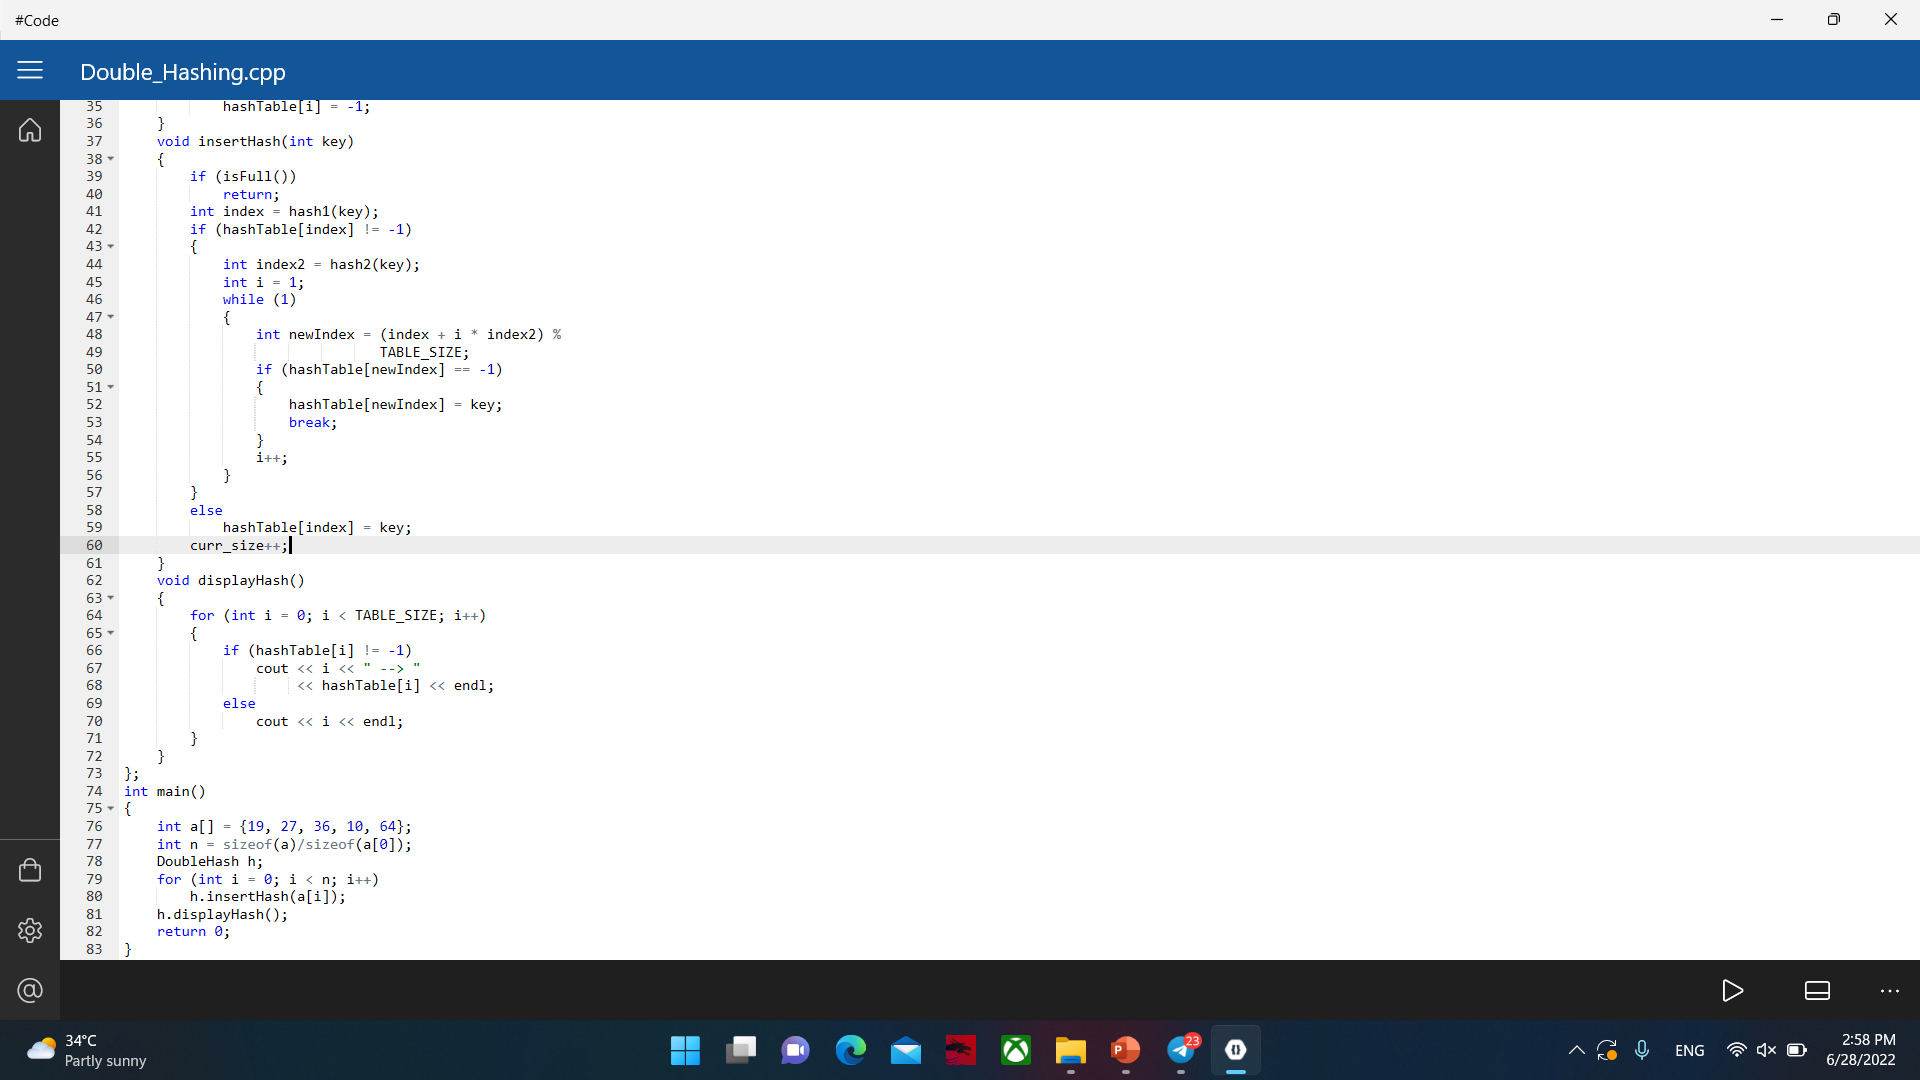 #Code
Double_Hashing.cpp
35 hashTable[i] = -1;
36 }
37 void insertHash(int key)
38 {
39 if (isFull())
40 return;
41 int index = hash1(key);
42 if (hashTable[index] != -1)
43 {
44 int index2 = hash2(key);
45 int i = 1;
46 while (1)
47 {
48 int newIndex = (index + i * index2) %
49 TABLE_SIZE;
50 if (hashTable[newIndex] == -1)
51 {
52 hashTable[newIndex] = key;
53 break;
54 }
55 i++;
56 }
57 }
58 else
59 hashTable[index] = key;
60 curr_size++;
61 }
62 void displayHash()
63 {
64 for (int i = 0; i < TABLE_SIZE; i++)
65 {
66 if (hashTable[i] != -1)
67 cout << i << " --> "
68 << hashTable[i] << endl;
69 else
70 cout << i << endl;
71 }
72 }
73 };
74 int main()
75 {
76 int a[] = {19, 27, 36, 10, 64};
77 int n = sizeof(a)/sizeof(a[0]);
78 DoubleHash h;
79 for (int i = 0; i < n; i++)
80 h.insertHash(a[i]);
81 h.displayHash();
82 return 0;
83 }
34°C
Partly sunny
23
ENG
2:58 PM
6/28/2022